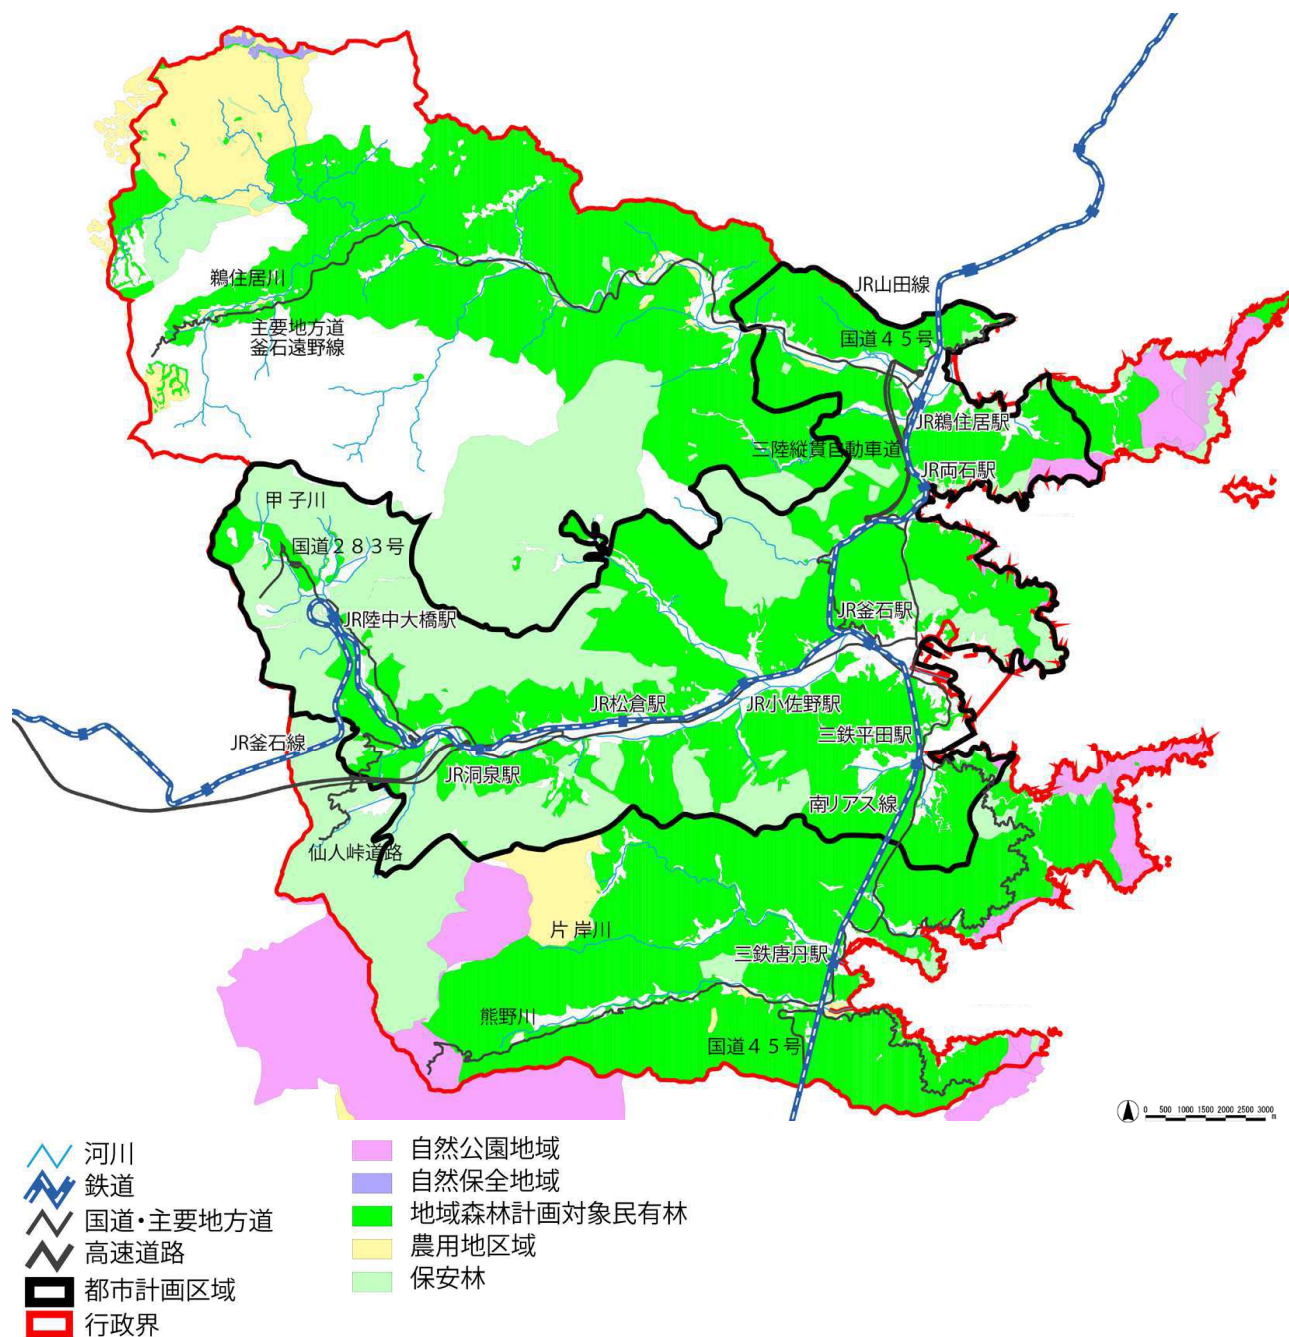 鵜住居川
主要地方道
釜石遠野線
JR山田線
国道４５号
JR鵜住居駅
三陸縦貫自動車道
JR両石駅
甲 子川
国道２８３号
JR陸中大橋駅
JR釜石駅
JR松倉駅
JR小佐野駅
三鉄平田駅
JR釜石線
JR洞泉駅
南リアス線
仙人峠道路
片 岸川
三鉄唐丹駅
熊野川
国道４５号
0 500 1000 1500 2000 2500 3000
m
河川
鉄道
国道・主要地方道
高速道路
都市計画区域
行政界
自然公園地域
自然保全地域
地域森林計画対象民有林
農用地区域
保安林